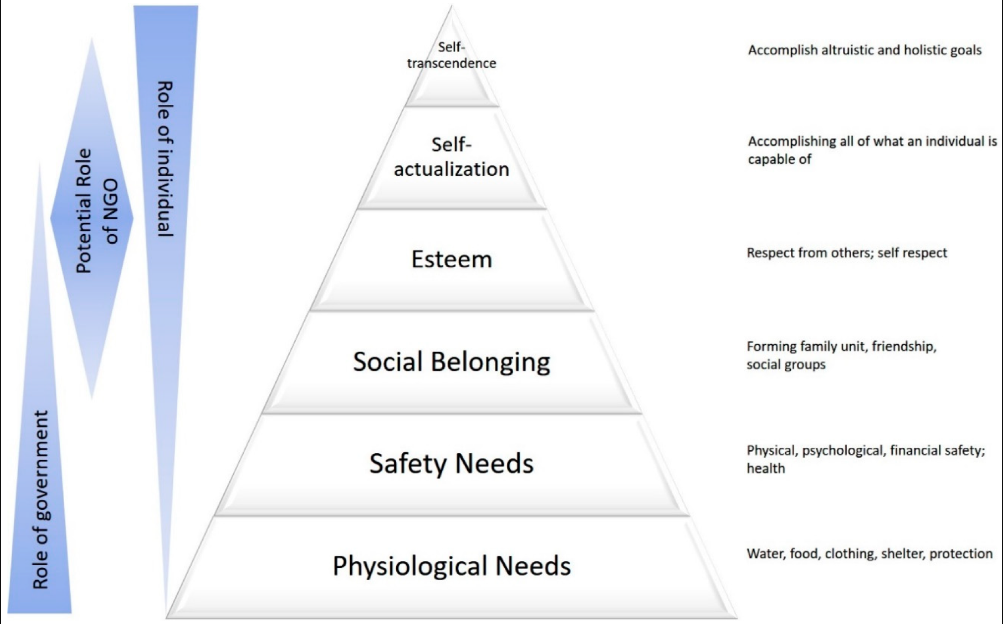 Role of government
Potential Role
of NGO
Role of individual
Self-
transcendence
Accomplish altruistic and holistic goals
Self-
actualization
Accomplishing all of what an individual is
capable of
Esteem
Respect from others; self respect
Social Belonging
Forming family unit, friendship,
social groups
Safety Needs
Physical, psychological, financial safety;
health
Physiological Needs
Water, food, clothing, shelter, protection